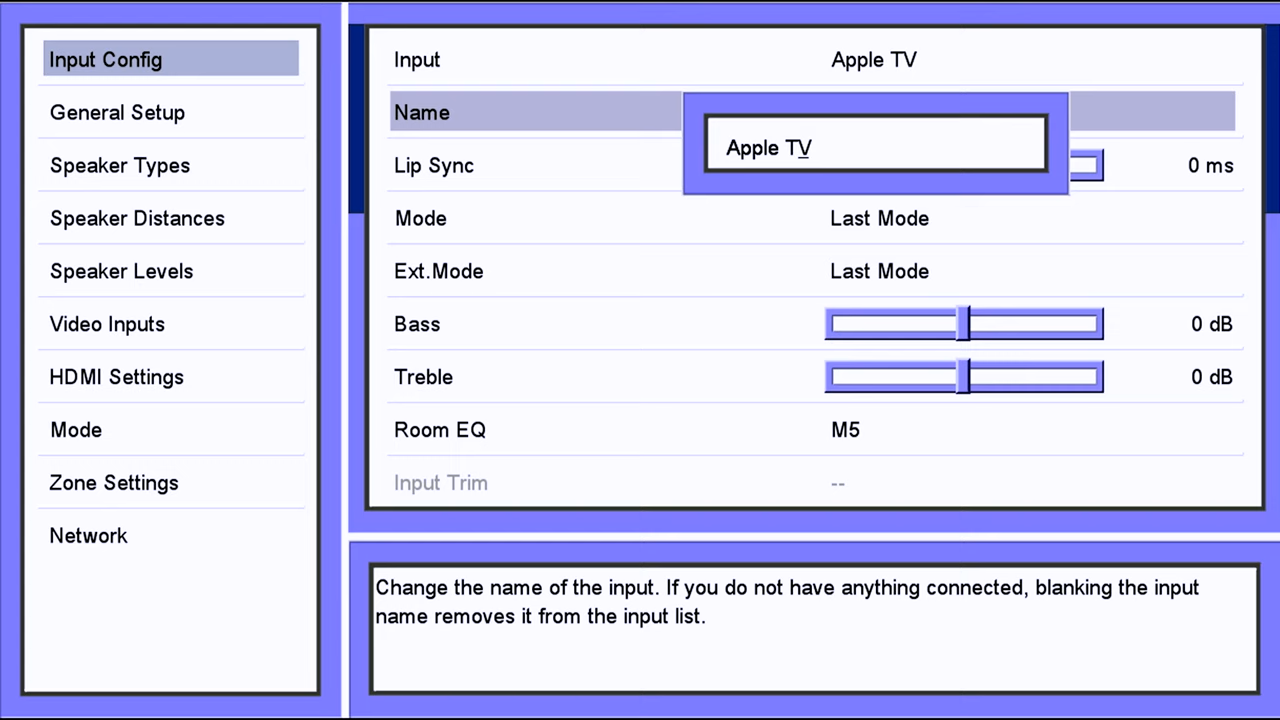 Input Config
General Setup
Speaker Types
Speaker Distances
Speaker Levels
Video Inputs
HDMI Settings
Mode
Zone Settings
Network
Input Apple TV
Name Apple TV
Lip Sync 0 ms
Mode Last Mode
Ext.Mode Last Mode
Bass 0 dB
Treble 0 dB
Room EQ M5
Input Trim --
Change the name of the input. If you do not have anything connected, blanking the input
name removes it from the input list.